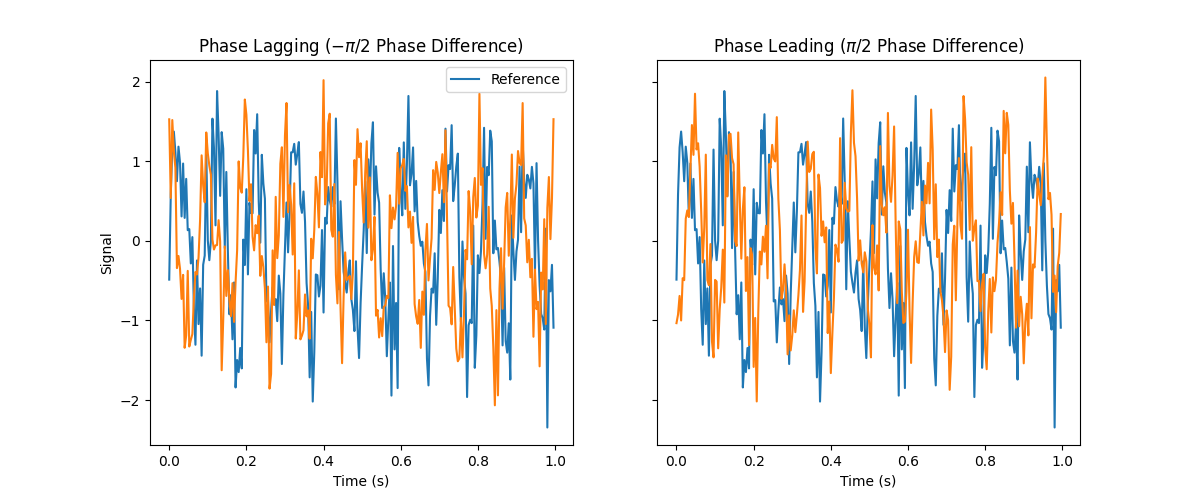 Phase Lagging (−π/2 Phase Difference)
Phase Leading (π/2 Phase Difference)
Reference
Signal
2
1
0
−1
−2
0.0 0.2 0.4 0.6 0.8 1.0
0.0 0.2 0.4 0.6 0.8 1.0
Time (s)
Time (s)